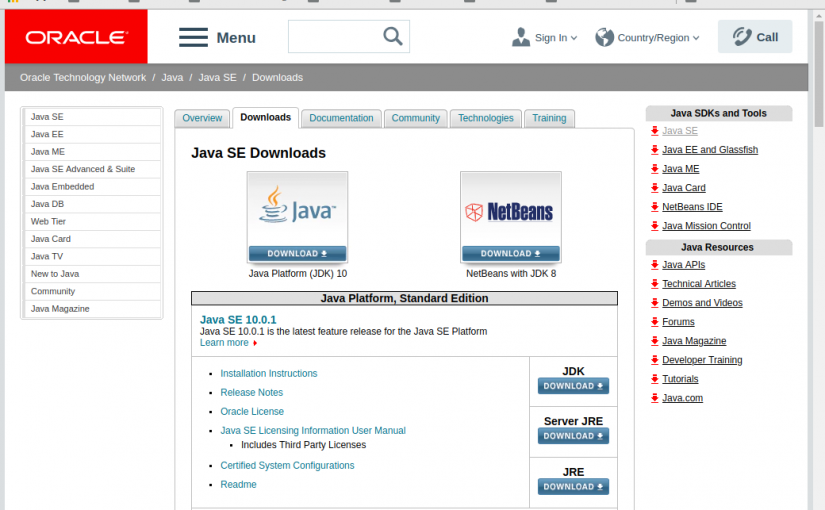 ORACLE
Menu
Sign In
Country/Region
Call
Oracle Technology Network / Java / Java SE / Downloads
Java SE
Java EE
Java ME
Java SE Advanced & Suite
Java Embedded
Java DB
Web Tier
Java Card
Java TV
New to Java
Community
Java Magazine
Overview
Downloads
Documentation
Community
Technologies
Training
Java SE Downloads
Java™
DOWNLOAD
Java Platform (JDK) 10
NetBeans
DOWNLOAD
NetBeans with JDK 8
Java Platform, Standard Edition
Java SE 10.0.1
Java SE 10.0.1 is the latest feature release for the Java SE Platform
Learn more
Installation Instructions
Release Notes
Oracle License
Java SE Licensing Information User Manual
Includes Third Party Licenses
Certified System Configurations
Readme
JDK
DOWNLOAD
Server JRE
DOWNLOAD
JRE
DOWNLOAD
Java SDKs and Tools
Java SE
Java EE and Glassfish
Java ME
Java Card
NetBeans IDE
Java Mission Control
Java Resources
Java APIs
Technical Articles
Demos and Videos
Forums
Java Magazine
Developer Training
Tutorials
Java.com